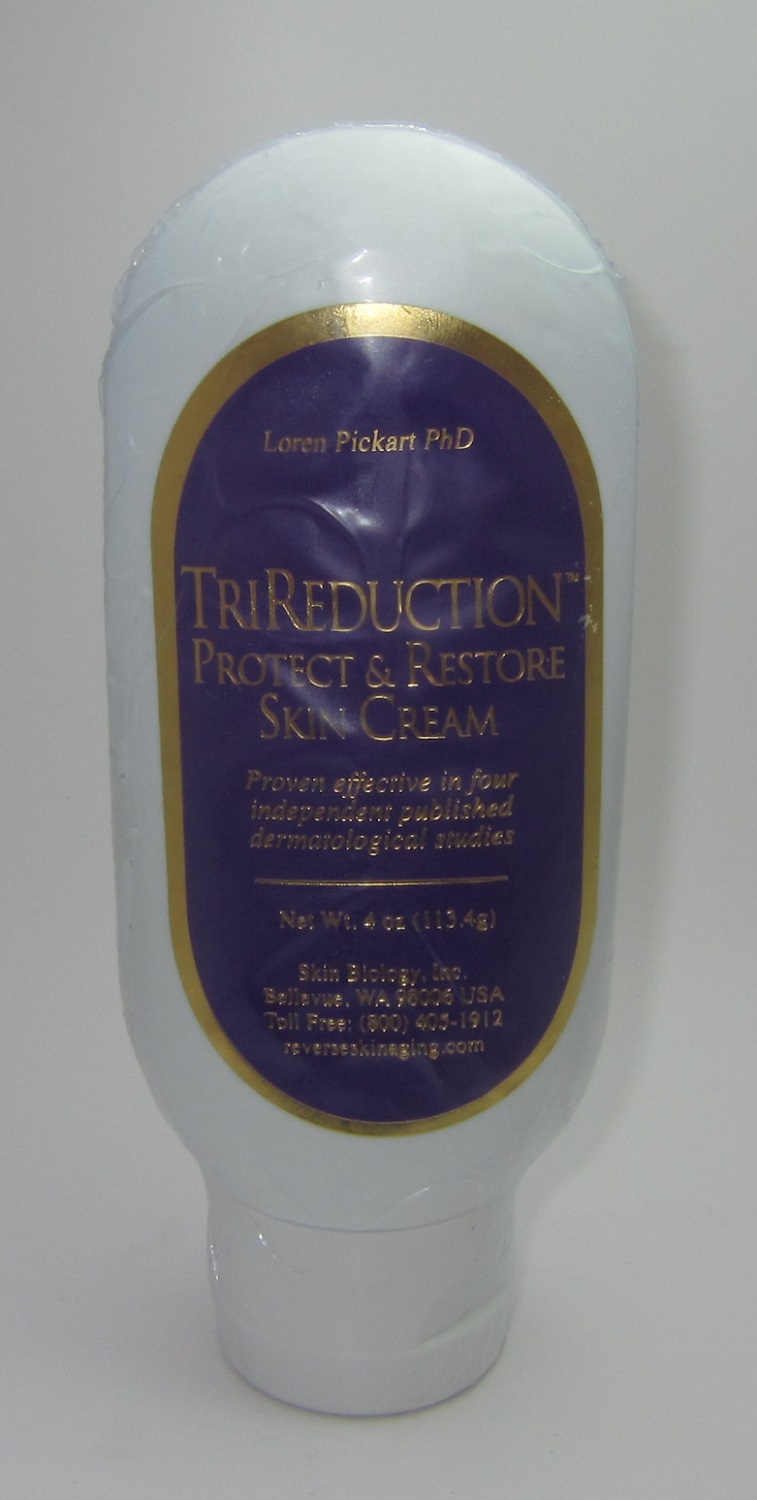 Loren Pickart PhD
TRIREDUCTION™
PROTECT & RESTORE
SKIN CREAM
Proven effective in four
independent published
dermatological studies
Net Wt. 4 oz (113.4g)
Skin Biology, Inc.
Bellevue, WA 98006 USA
Toll Free: (800) 405-1912
reverseskinaging.com